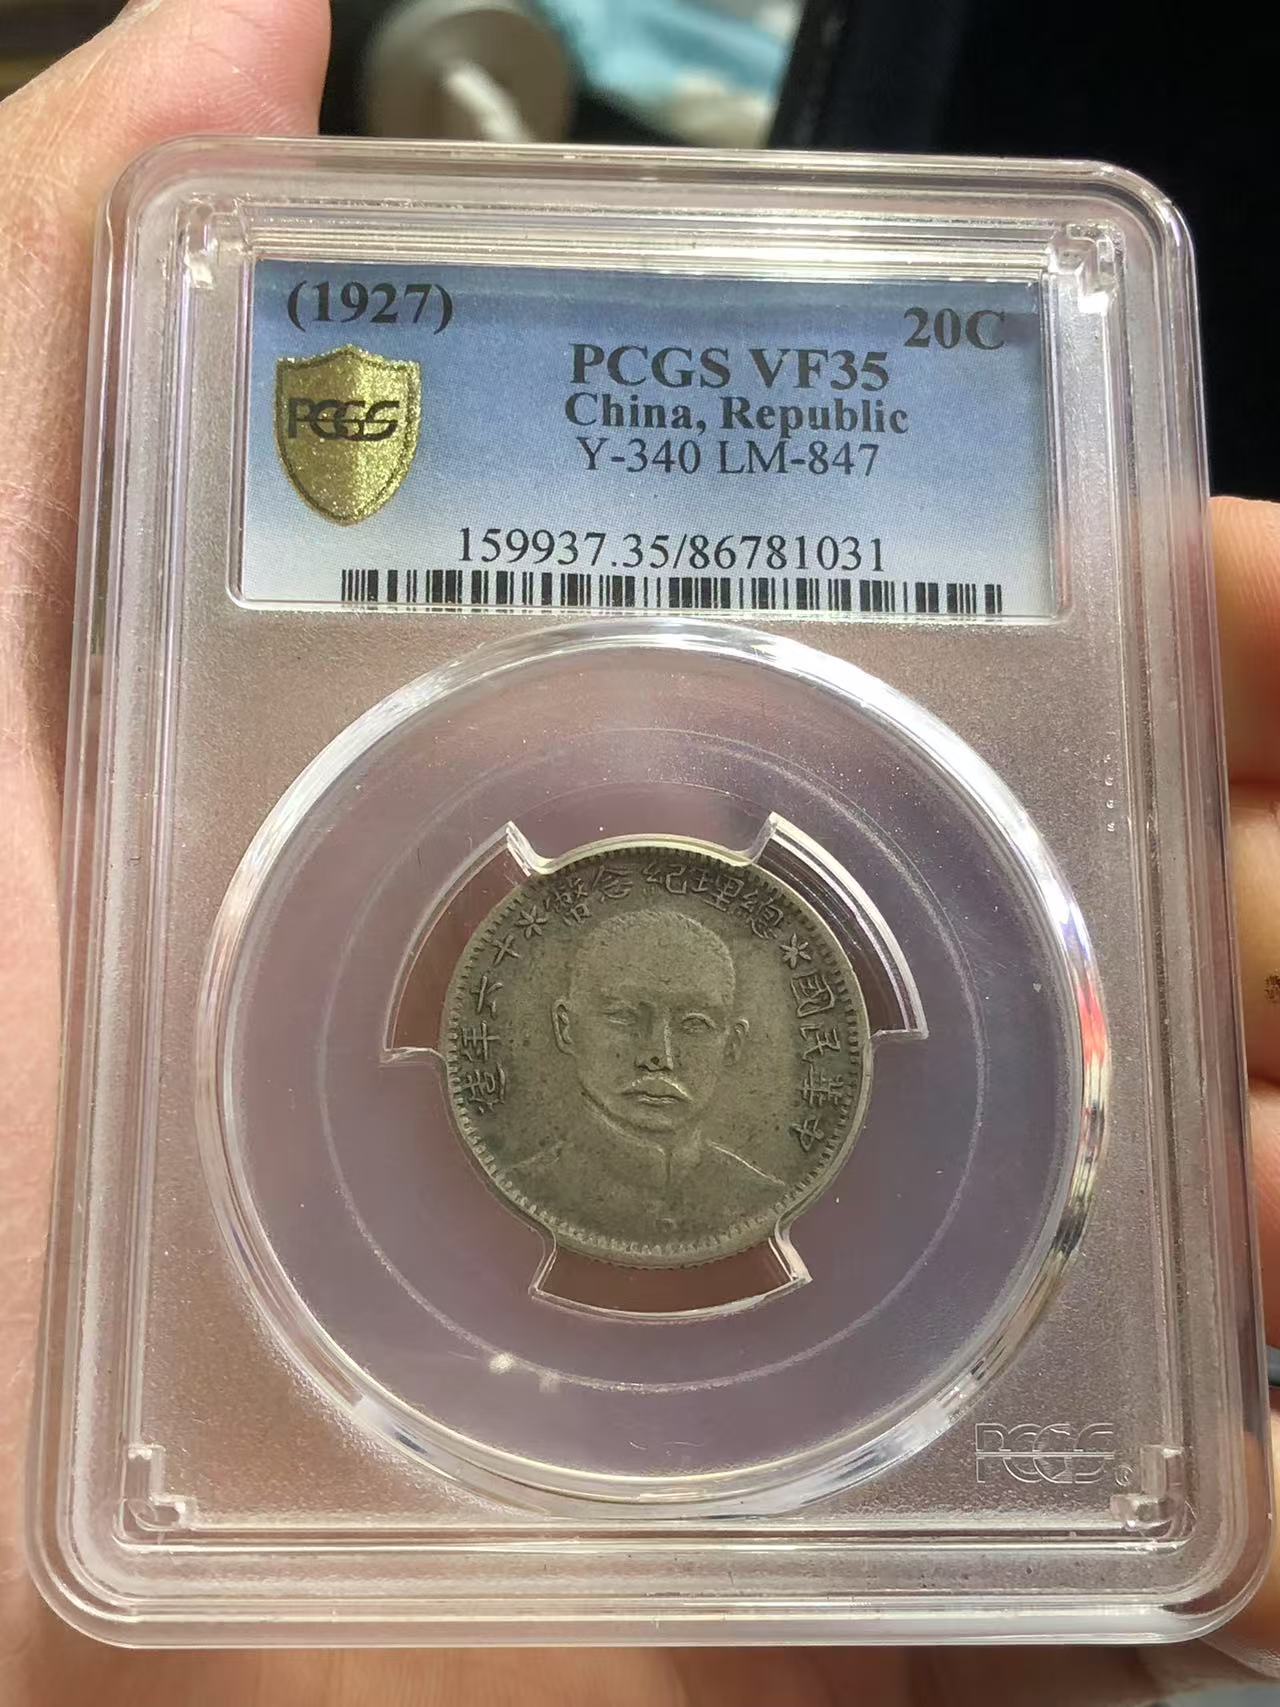 (1927)
20C
PCGS
PCGS VF35
China, Republic
Y-340 LM-847
159937.35/86781031
中華民國*總理紀念幣*十六年造
PCGS